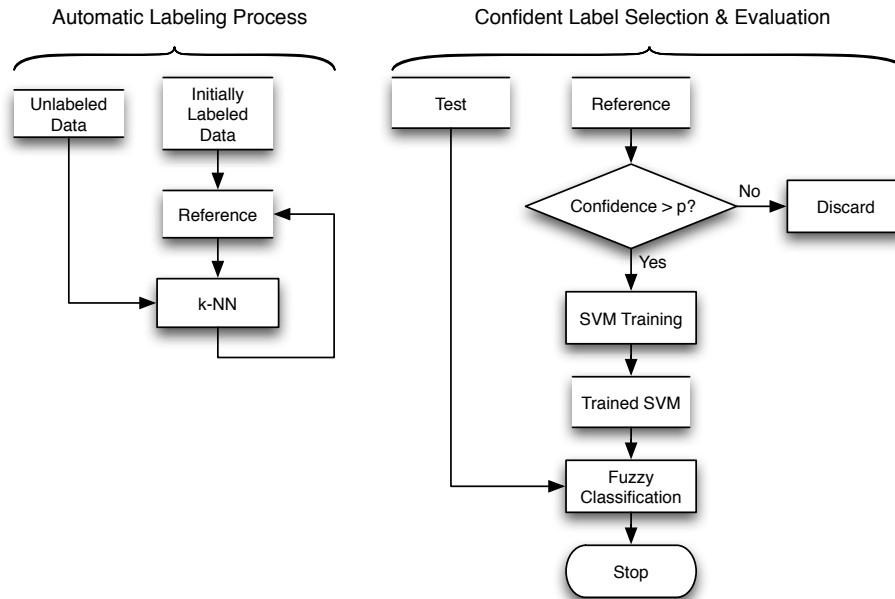 Automatic Labeling Process
Unlabeled
Data
Initially
Labeled
Data
Reference
k-NN
Confident Label Selection & Evaluation
Test
Reference
Confidence > p?
No
Discard
Yes
SVM Training
Trained SVM
Fuzzy
Classification
Stop